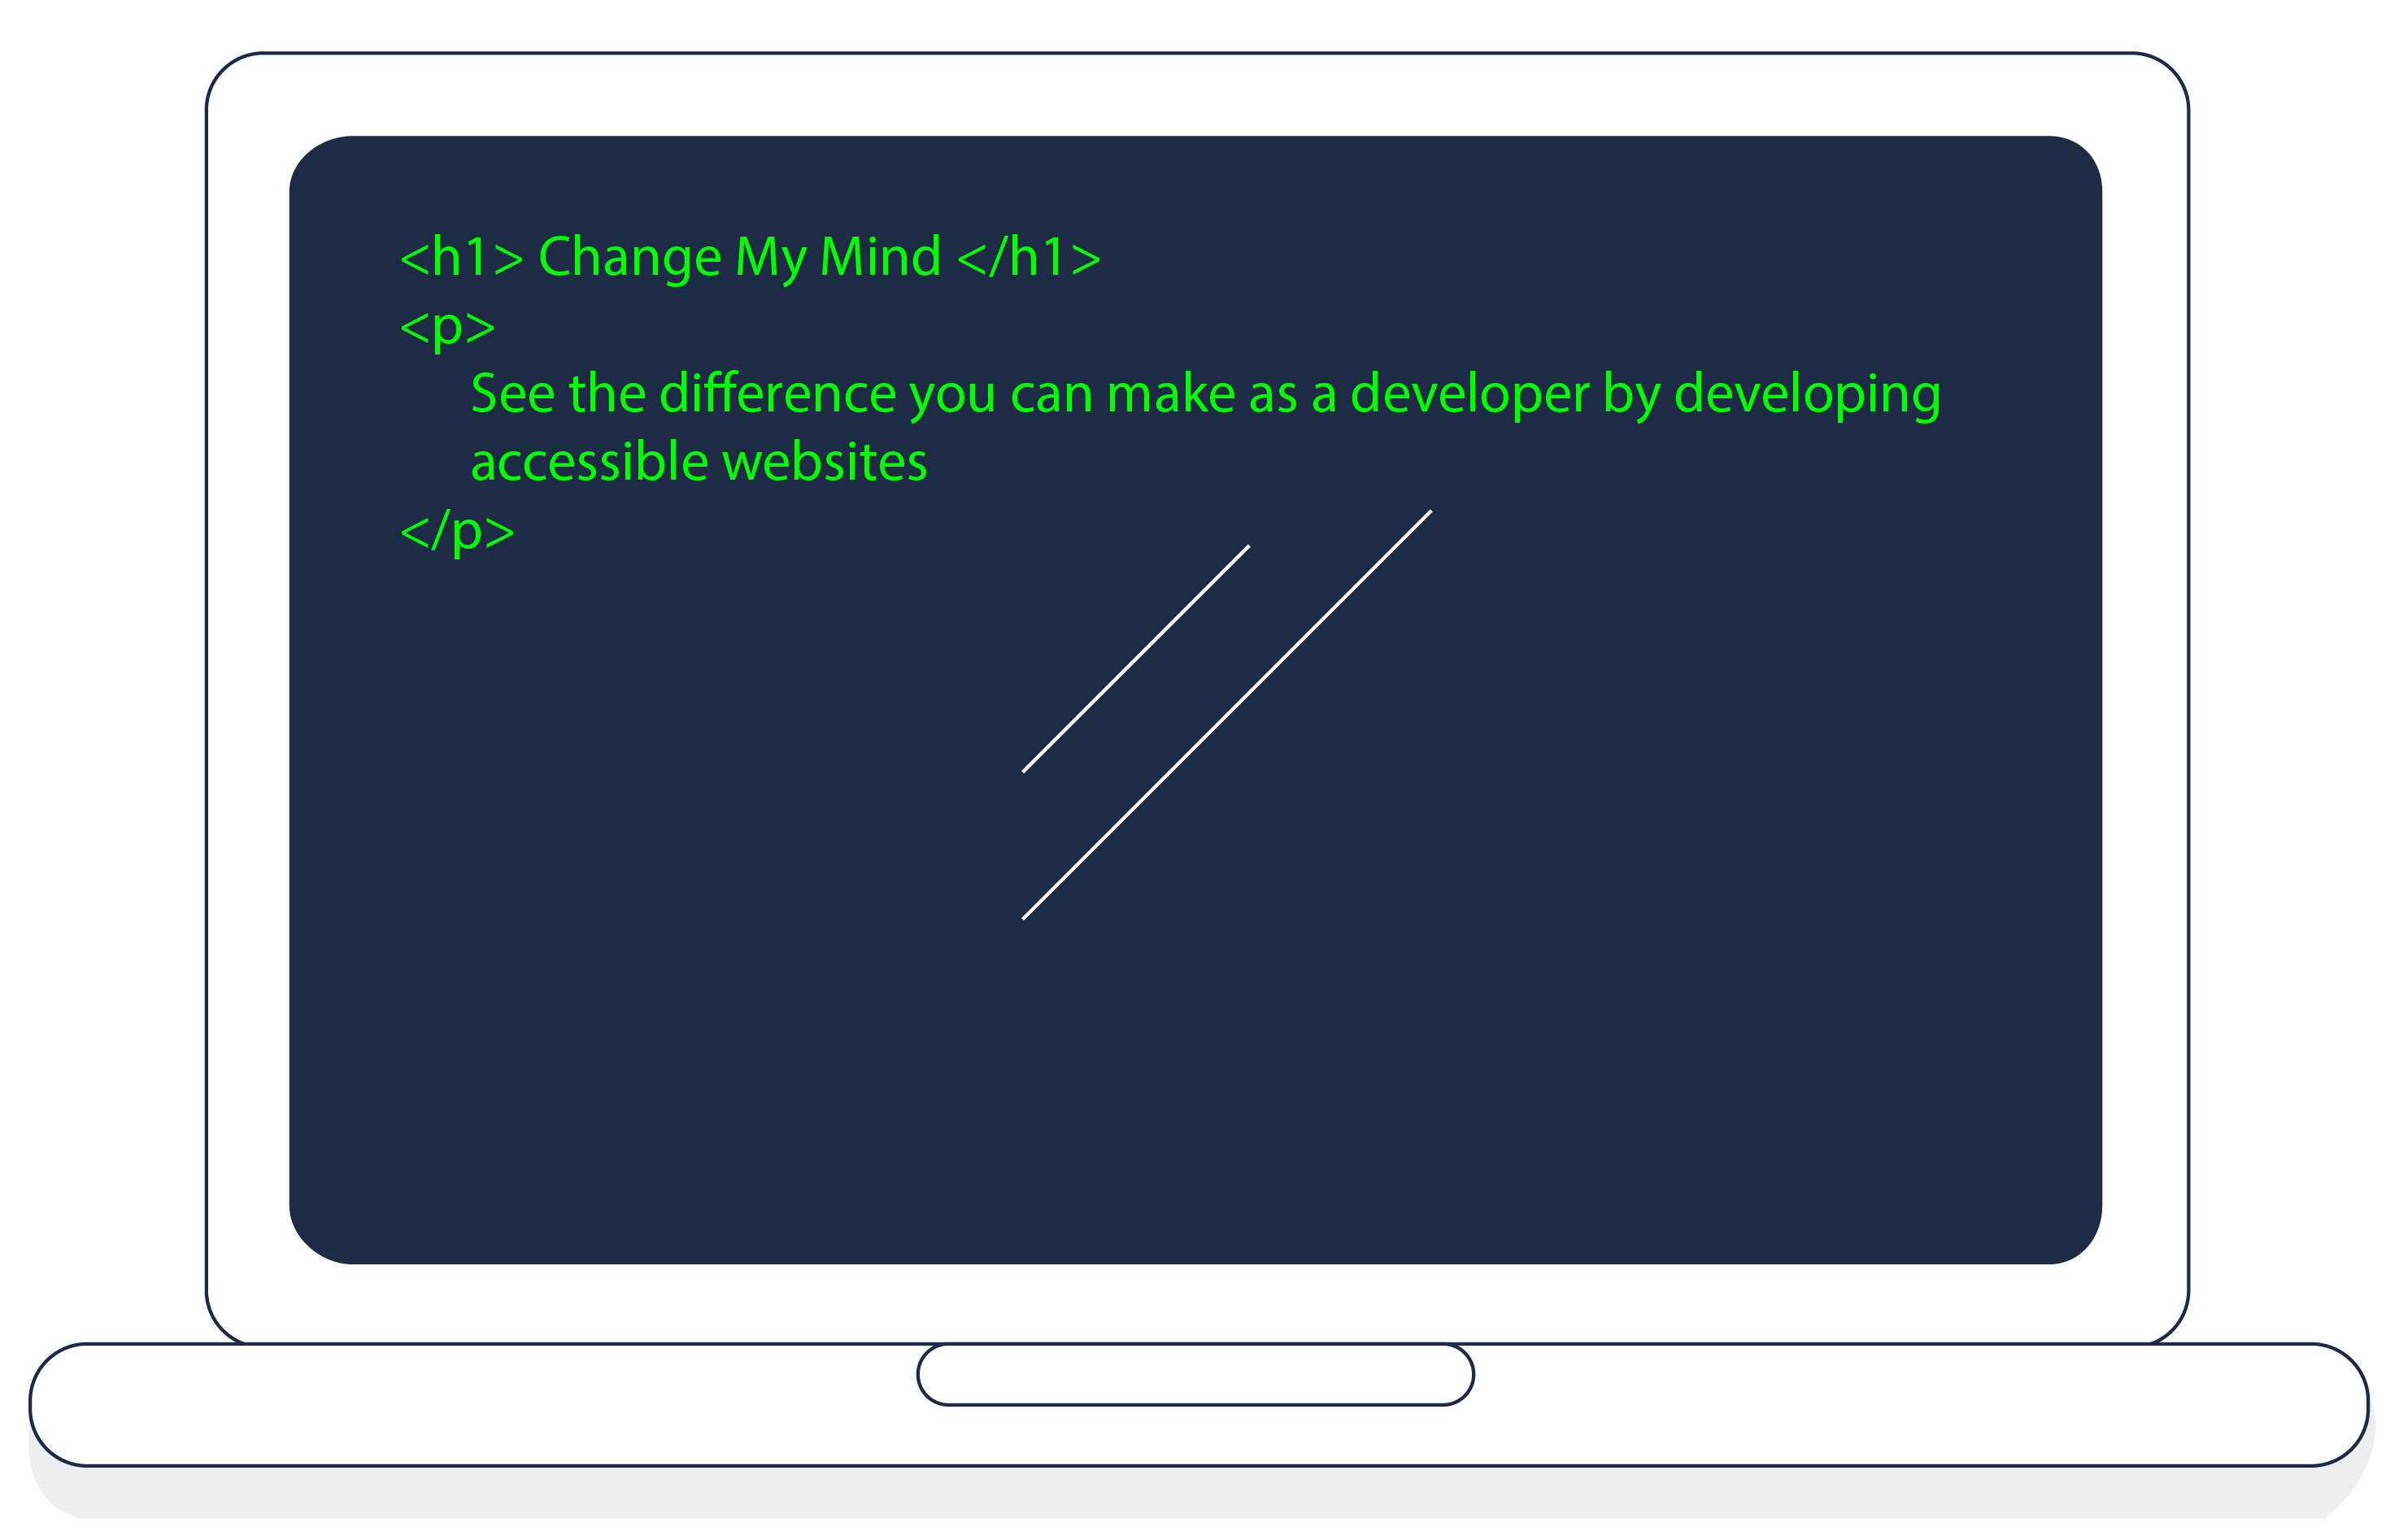 <h1> Change My Mind </h1>
<p>
See the difference you can make as a developer by developing
accessible websites
</p>